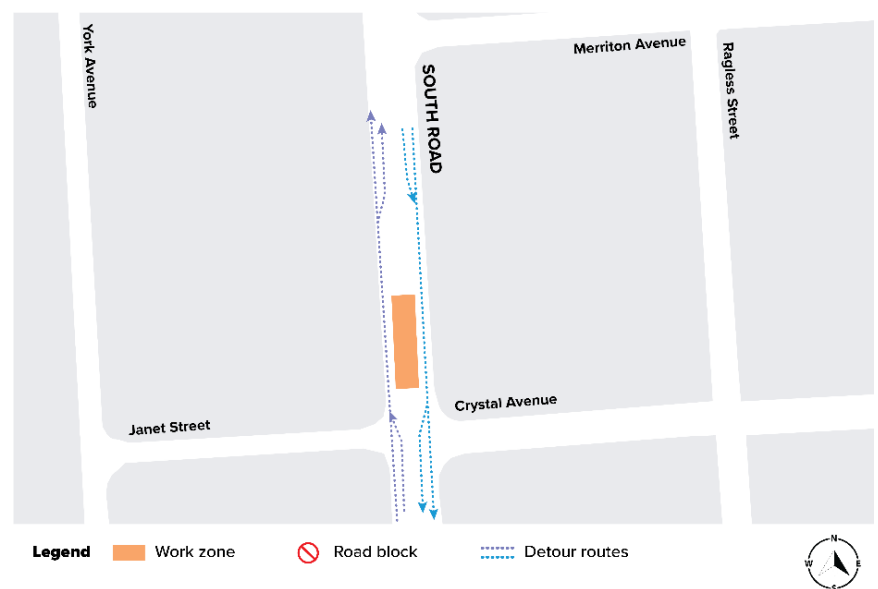 York Avenue
SOUTH ROAD
Merriton Avenue
Ragless Street
Janet Street
Crystal Avenue
Legend Work zone Road block Detour routes
N
W E
S